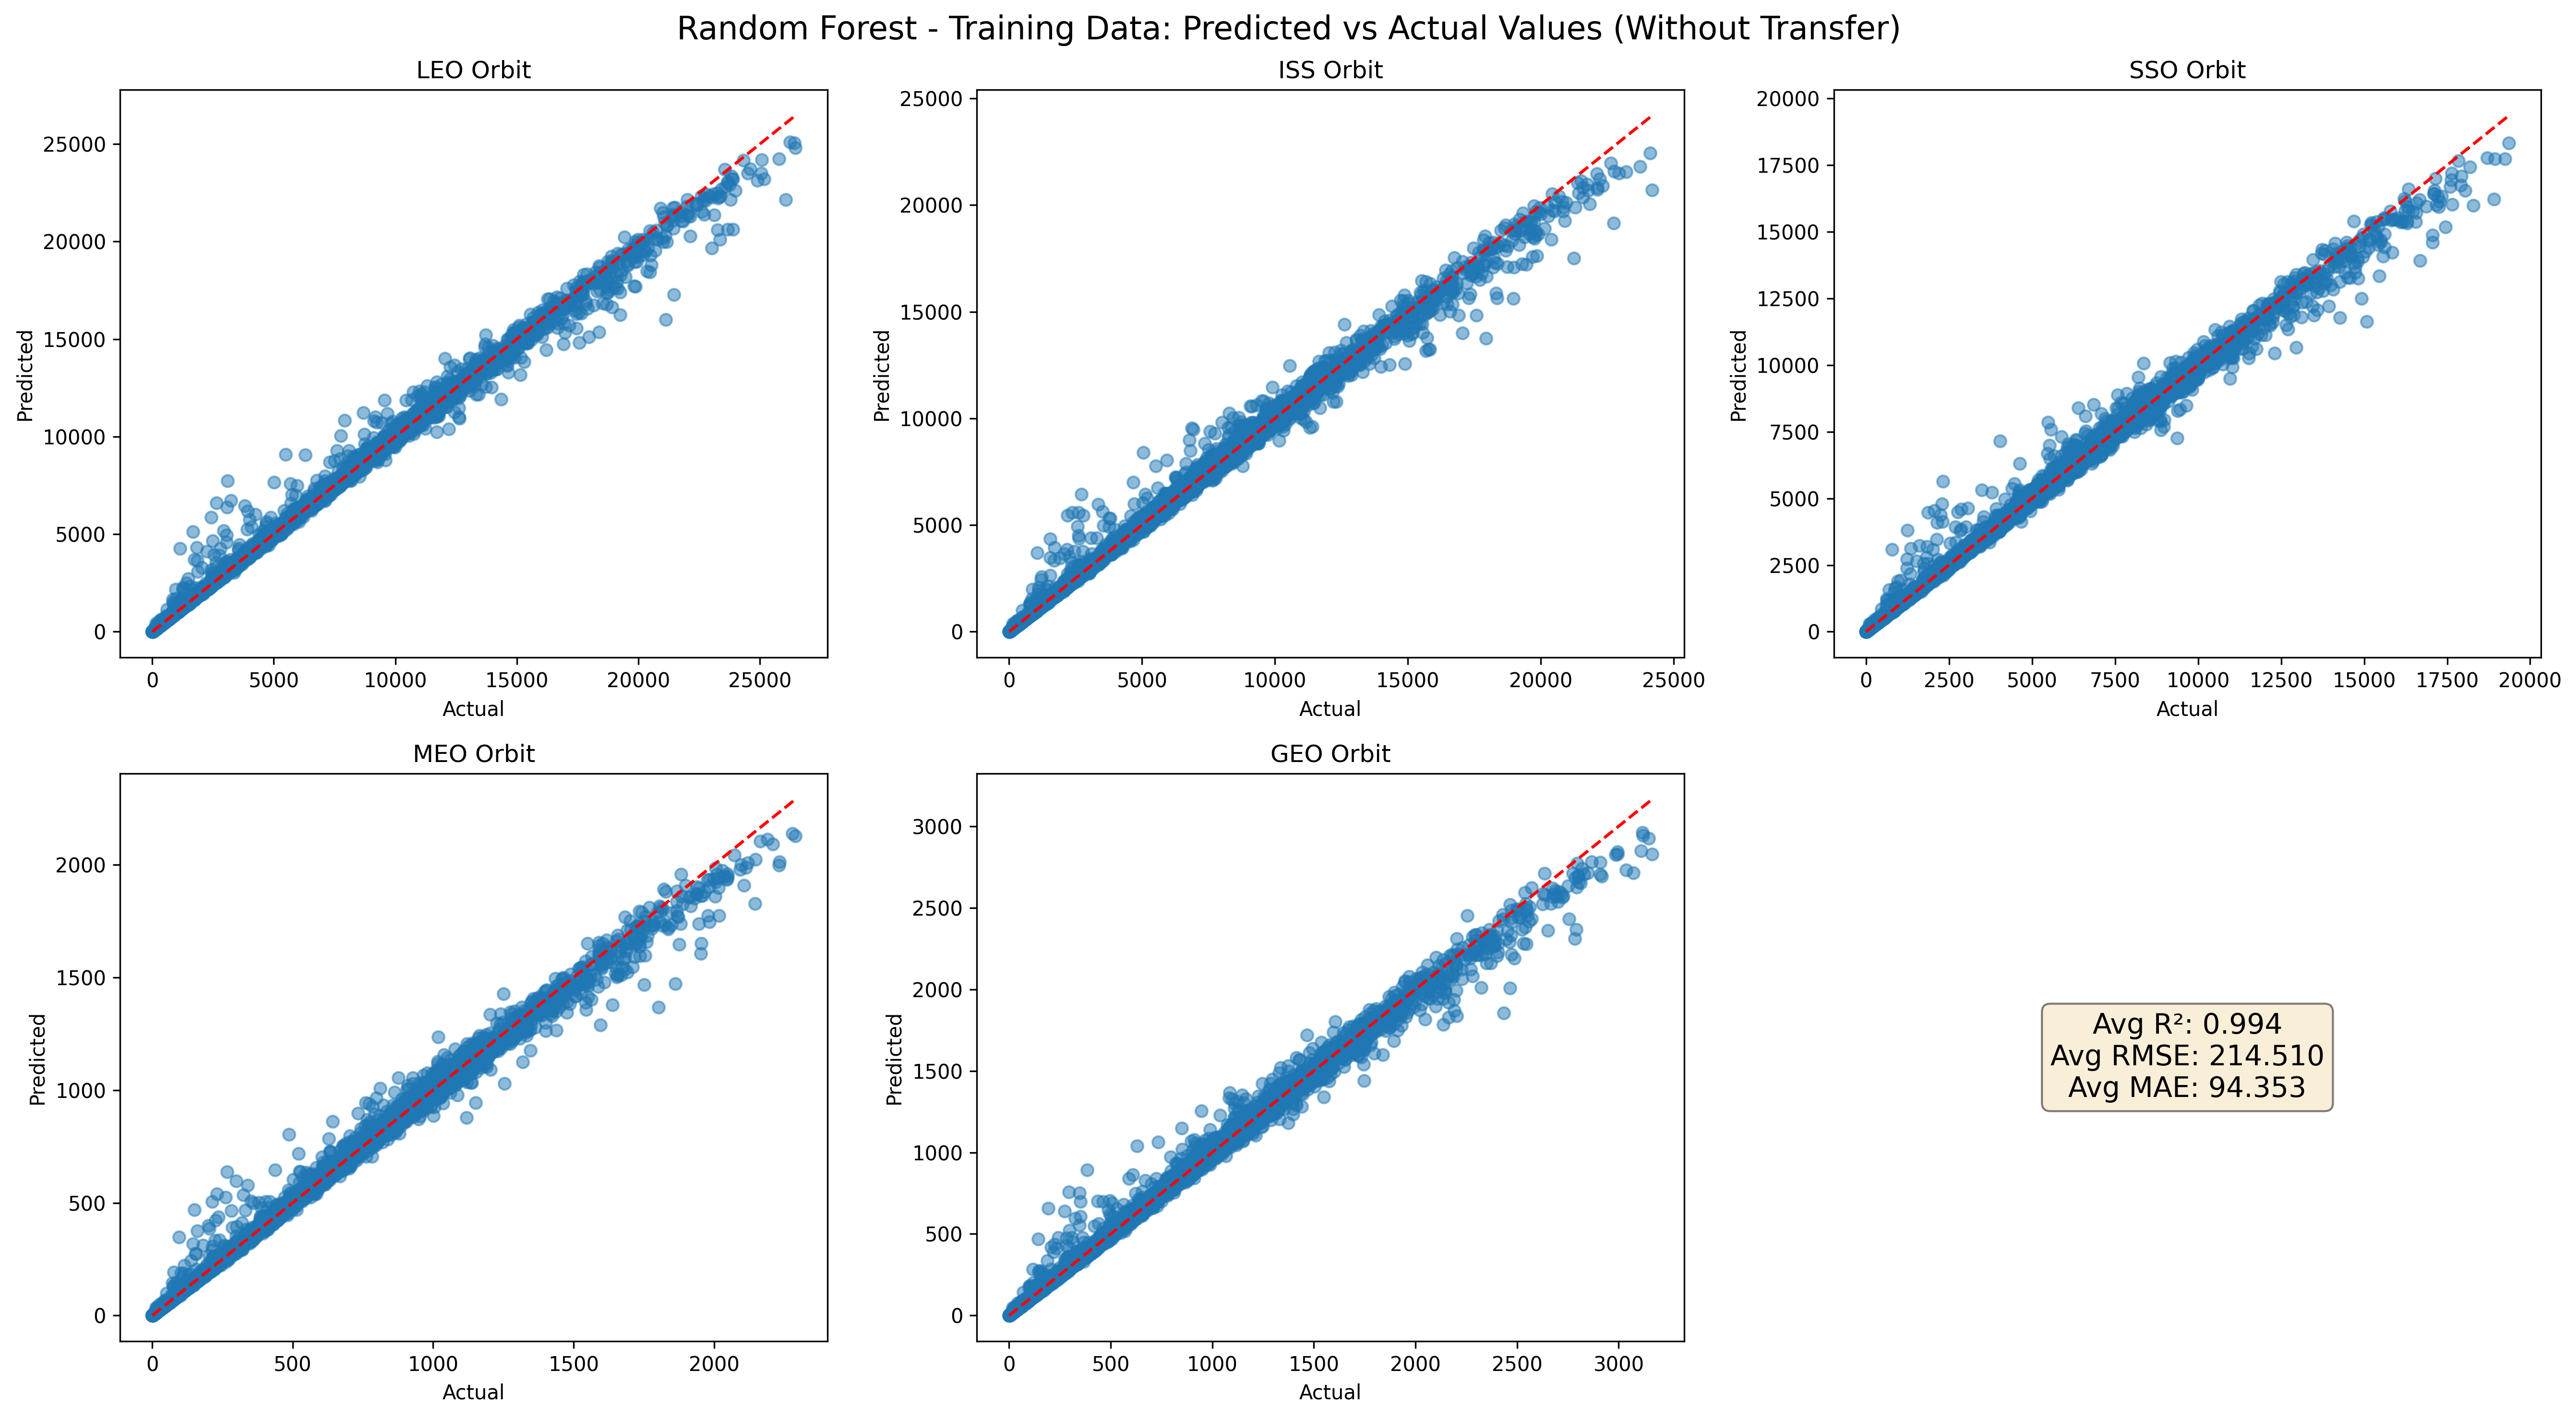 Random Forest - Training Data: Predicted vs Actual Values (Without Transfer)
LEO Orbit
25000
20000
15000
10000
5000
0
Predicted
0 5000 10000 15000 20000 25000
Actual
ISS Orbit
25000
20000
15000
10000
5000
0
Predicted
0 5000 10000 15000 20000 25000
Actual
SSO Orbit
20000
17500
15000
12500
10000
7500
5000
2500
0
Predicted
0 2500 5000 7500 10000 12500 15000 17500 20000
Actual
MEO Orbit
2000
1500
1000
500
0
Predicted
0 500 1000 1500 2000
Actual
GEO Orbit
3000
2500
2000
1500
1000
500
0
Predicted
0 500 1000 1500 2000 2500 3000
Actual
Avg R²: 0.994
Avg RMSE: 214.510
Avg MAE: 94.353